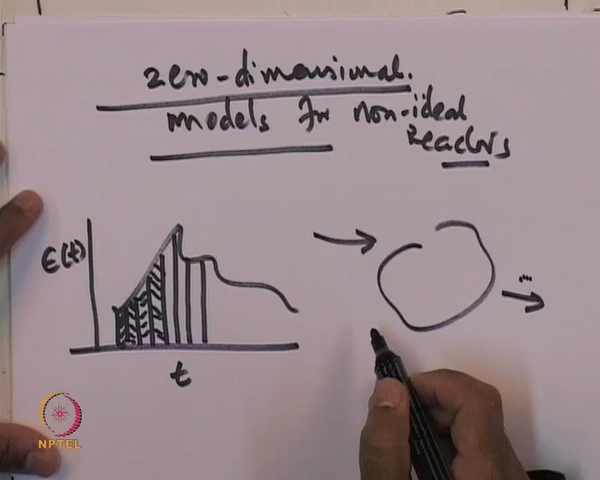 zero-dimensional.
models for non-ideal
reactors
E(t)
t
NPTEL